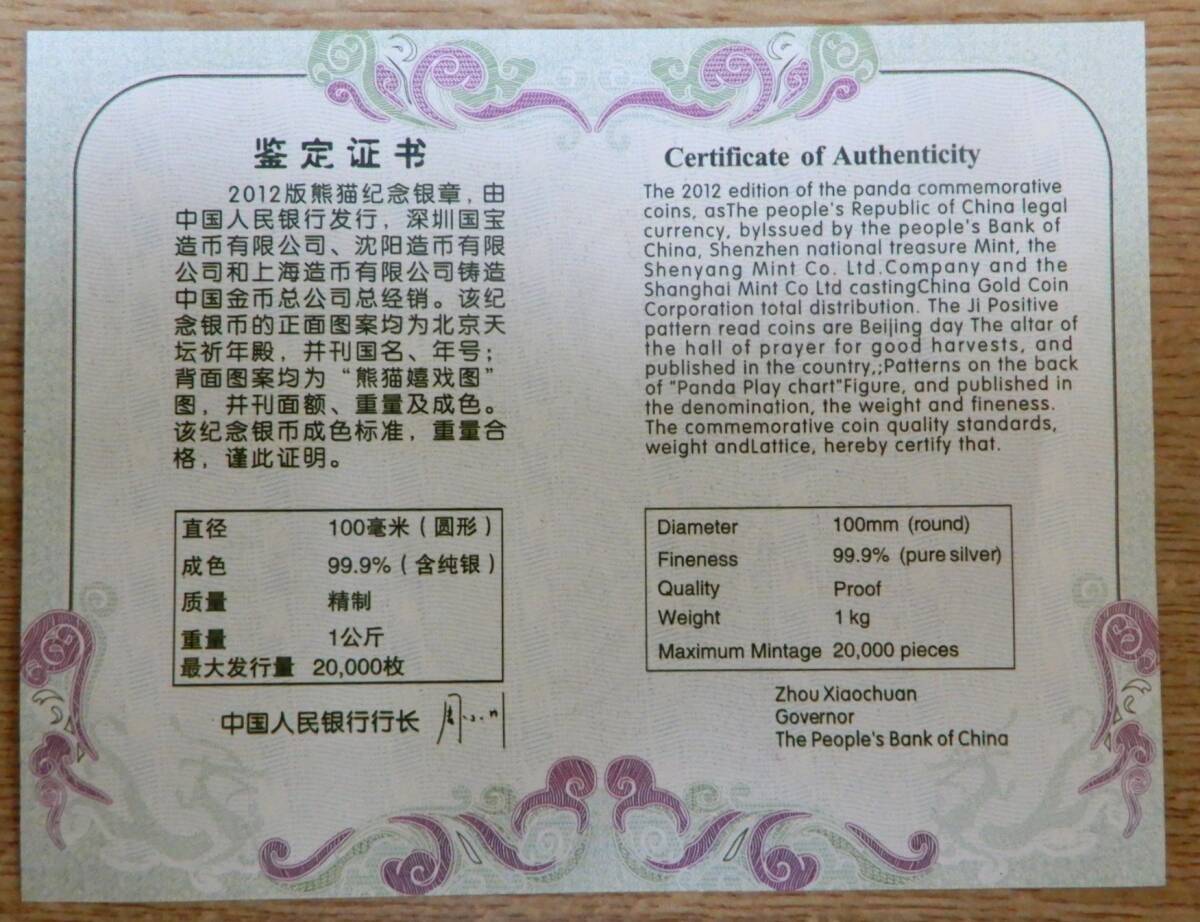 鉴定证书
2012版熊猫纪念银章，由
中国人民银行发行，深圳国宝
造币有限公司、沈阳造币有限
公司和上海造币有限公司铸造
中国金币总公司总经销。该纪
念银币的正面图案均为北京天
坛祈年殿，并刊国名、年号；
背面图案均为“熊猫嬉戏图”
图，并刊面额、重量及成色。
该纪念银币成色标准，重量合
格，谨此证明。
直径 100毫米（圆形）
成色 99.9%（含纯银）
质量 精制
重量 1公斤
最大发行量 20,000枚
中国人民银行行长
Certificate of Authenticity
The 2012 edition of the panda commemorative
coins, asThe people's Republic of China legal
currency, byIssued by the people's Bank of
China, Shenzhen national treasure Mint, the
Shenyang Mint Co. Ltd.Company and the
Shanghai Mint Co Ltd castingChina Gold Coin
Corporation total distribution. The Ji Positive
pattern read coins are Beijing day The altar of
the hall of prayer for good harvests, and
published in the country,;Patterns on the back
of "Panda Play chart"Figure, and published in
the denomination, the weight and fineness.
The commemorative coin quality standards,
weight andLattice, hereby certify that.
Diameter 100mm (round)
Fineness 99.9% (pure silver)
Quality Proof
Weight 1 kg
Maximum Mintage 20,000 pieces
Zhou Xiaochuan
Governor
The People's Bank of China